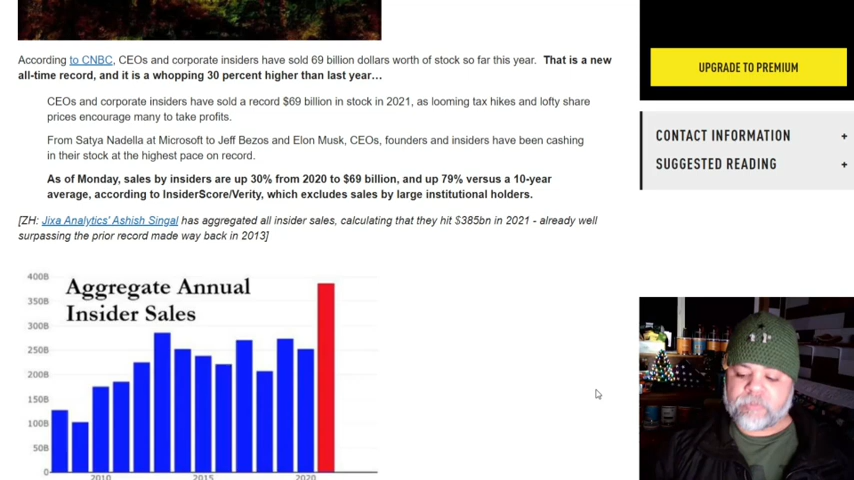 According to CNBC, CEOs and corporate insiders have sold 69 billion dollars worth of stock so far this year. That is a new
all-time record, and it is a whopping 30 percent higher than last year…
CEOs and corporate insiders have sold a record $69 billion in stock in 2021, as looming tax hikes and lofty share
prices encourage many to take profits.
From Satya Nadella at Microsoft to Jeff Bezos and Elon Musk, CEOs, founders and insiders have been cashing
in their stock at the highest pace on record.
As of Monday, sales by insiders are up 30% from 2020 to $69 billion, and up 79% versus a 10-year
average, according to InsiderScore/Verity, which excludes sales by large institutional holders.
[ZH: Jixa Analytics' Ashish Singal has aggregated all insider sales, calculating that they hit $385bn in 2021 - already well
surpassing the prior record made way back in 2013]
Aggregate Annual
Insider Sales
400B
350B
300B
250B
200B
150B
100B
50B
0
2010
2015
2020
UPGRADE TO PREMIUM
CONTACT INFORMATION +
SUGGESTED READING +